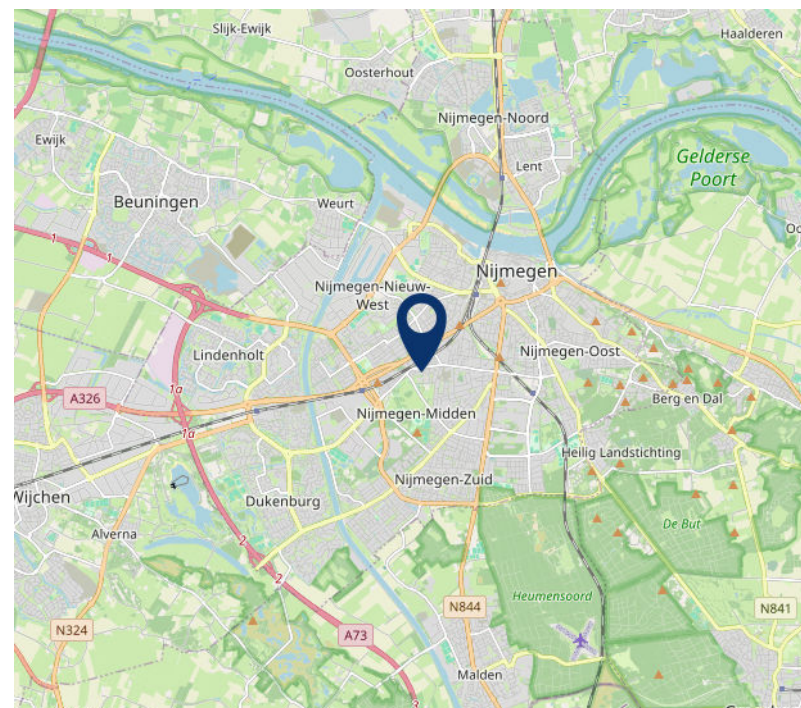 Slijk-Ewijk
Haalderen
Oosterhout
Nijmegen-Noord
Ewijk
Lent
Gelderse
Poort
Beuningen
Weurt
1
Nijmegen
Nijmegen-Nieuw-
West
1
Lindenholt
Nijmegen-Oost
1a
A326
Berg en Dal
Nijmegen-Midden
1a
Heilig Landstichting
Nijmegen-Zuid
Wijchen
Dukenburg
De But
Alverna
2
2
Heumensoord
N844
N841
N324
A73
Malden
3